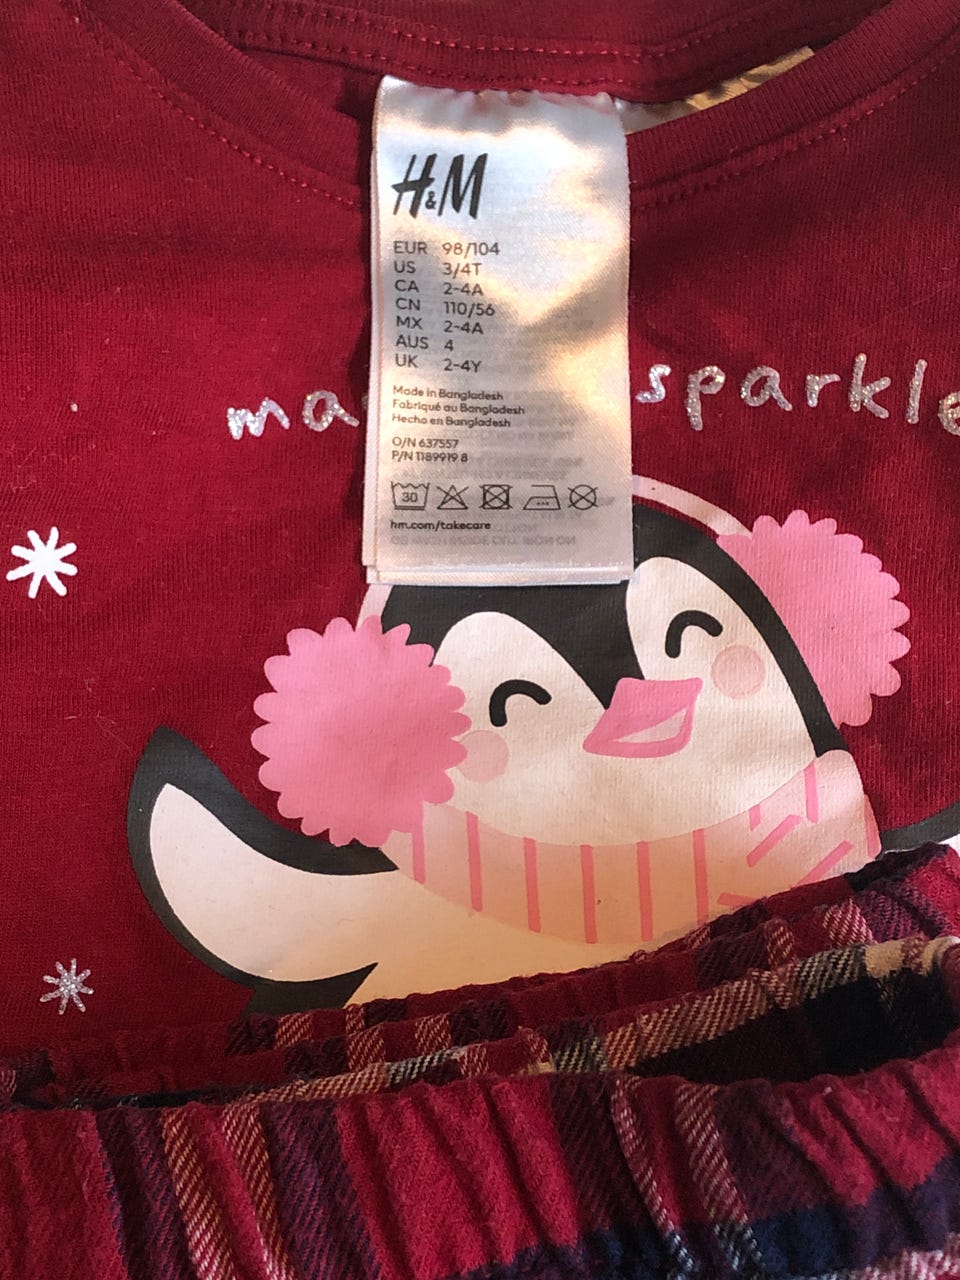 H&M
EUR 98/104
US 3/4T
CA 2-4A
CN 110/56
MX 2-4A
AUS 4
UK 2-4Y
Made in Bangladesh
Fabriqué au Bangladesh
Hecho en Bangladesh
O/N 637557
P/N 1189919 8
30
hm.com/takecare
ma sparkle